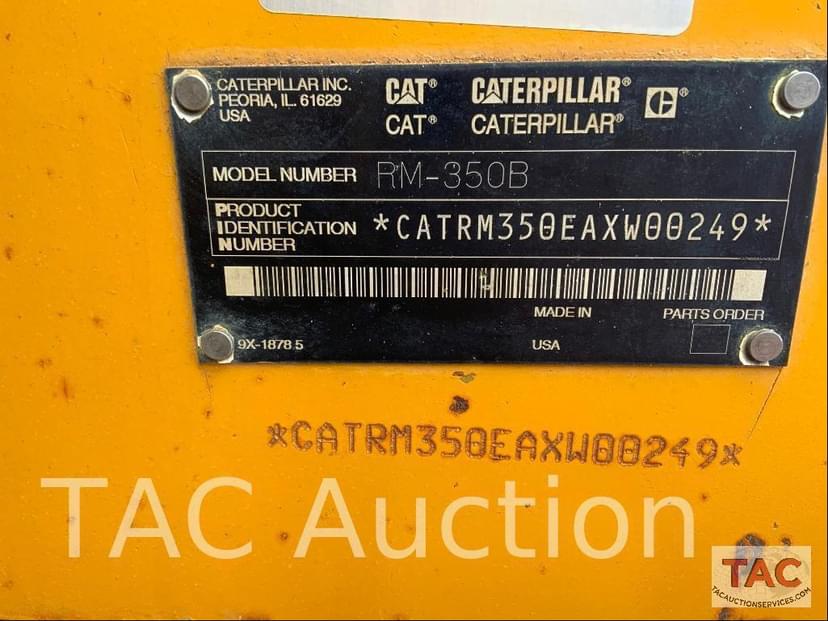 CATERPILLAR INC.
PEORIA, IL. 61629
USA
CAT® CATERPILLAR®
CAT® CATERPILLAR®
C®
MODEL NUMBER RM-350B
PRODUCT
IDENTIFICATION
NUMBER
*CATRM350EAXW00249*
MADE IN PARTS ORDER
9X-1878 5 USA
*CATRM350EAXW00249*
TAC Auction
TAC
TACAUCTIONSERVICES.COM